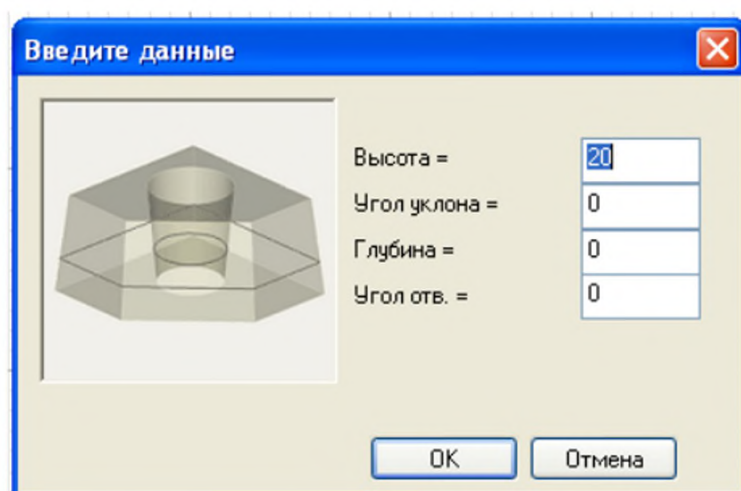 Введите данные
Высота = 20
Угол уклона = 0
Глубина = 0
Угол отв. = 0
OK Отмена